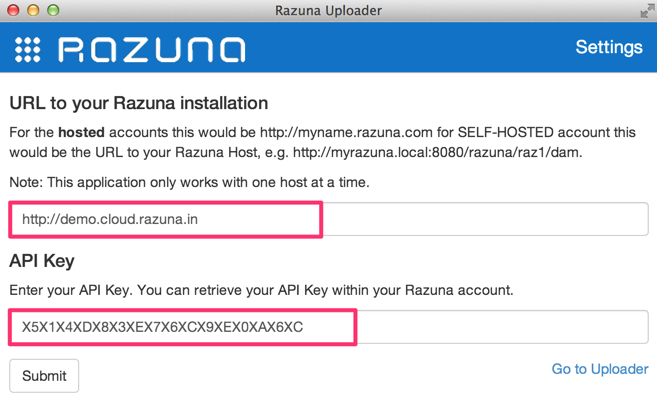 Razuna Uploader
RAZUNA
Settings
URL to your Razuna installation
For the hosted accounts this would be http://myname.razuna.com for SELF-HOSTED account this
would be the URL to your Razuna Host, e.g. http://myrazuna.local:8080/razuna/raz1/dam.
Note: This application only works with one host at a time.
http://demo.cloud.razuna.in
API Key
Enter your API Key. You can retrieve your API Key within your Razuna account.
X5X1X4XDX8X3XEX7X6XCX9XEX0XAX6XC
Go to Uploader
Submit